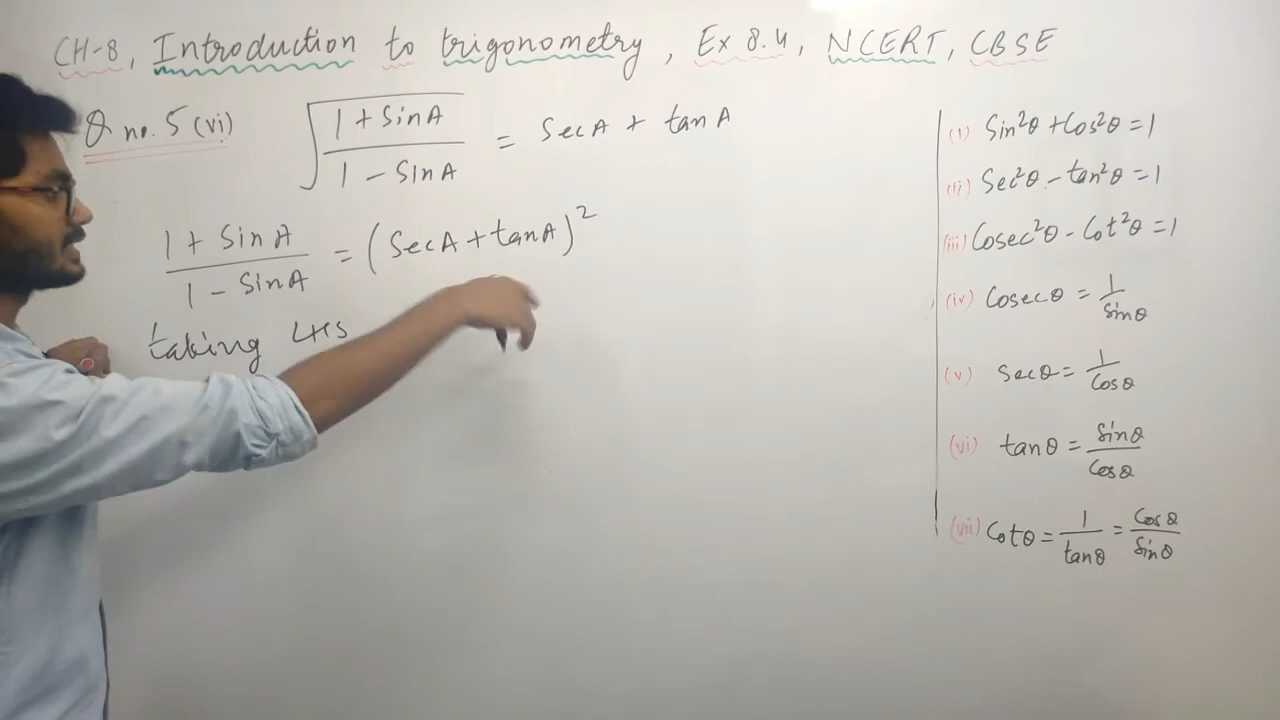 CH-8, Introduction to trigonometry, Ex 8.4, NCERT, CBSE
Q no. 5 (vi) √((1 + SinA)/(1 - SinA)) = SecA + tan A
(1 + SinA)/(1 - SinA) = (SecA + tanA)²
taking LHS
(i) Sin²θ + Cos²θ = 1
(ii) Sec²θ - tan²θ = 1
(iii) Cosec²θ - Cot²θ = 1
(iv) Cosecθ = 1/Sinθ
(v) Secθ = 1/Cosθ
(vi) tanθ = Sinθ/Cosθ
(vii) Cotθ = 1/tanθ = Cosθ/Sinθ